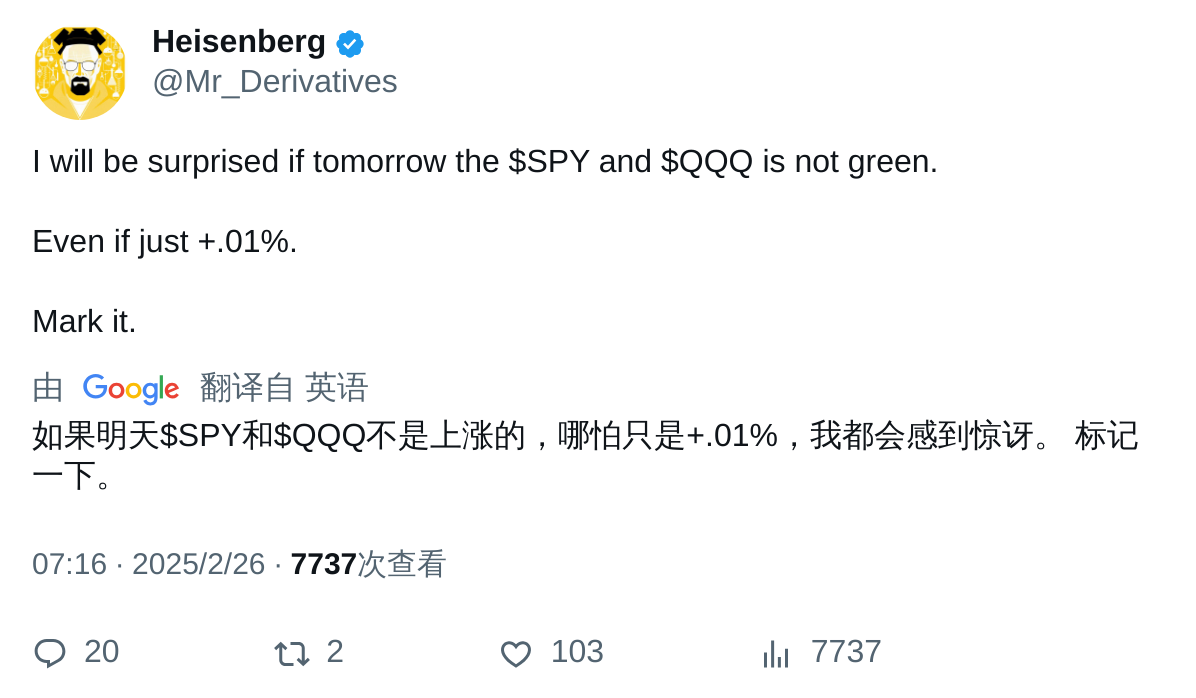 Heisenberg
@Mr_Derivatives
I will be surprised if tomorrow the $SPY and $QQQ is not green.
Even if just +.01%.
Mark it.
由 Google 翻译自 英语
如果明天$SPY和$QQQ不是上涨的，哪怕只是+.01%，我都会感到惊讶。 标记
一下。
07:16 · 2025/2/26 · 7737次查看
20 2 103 7737